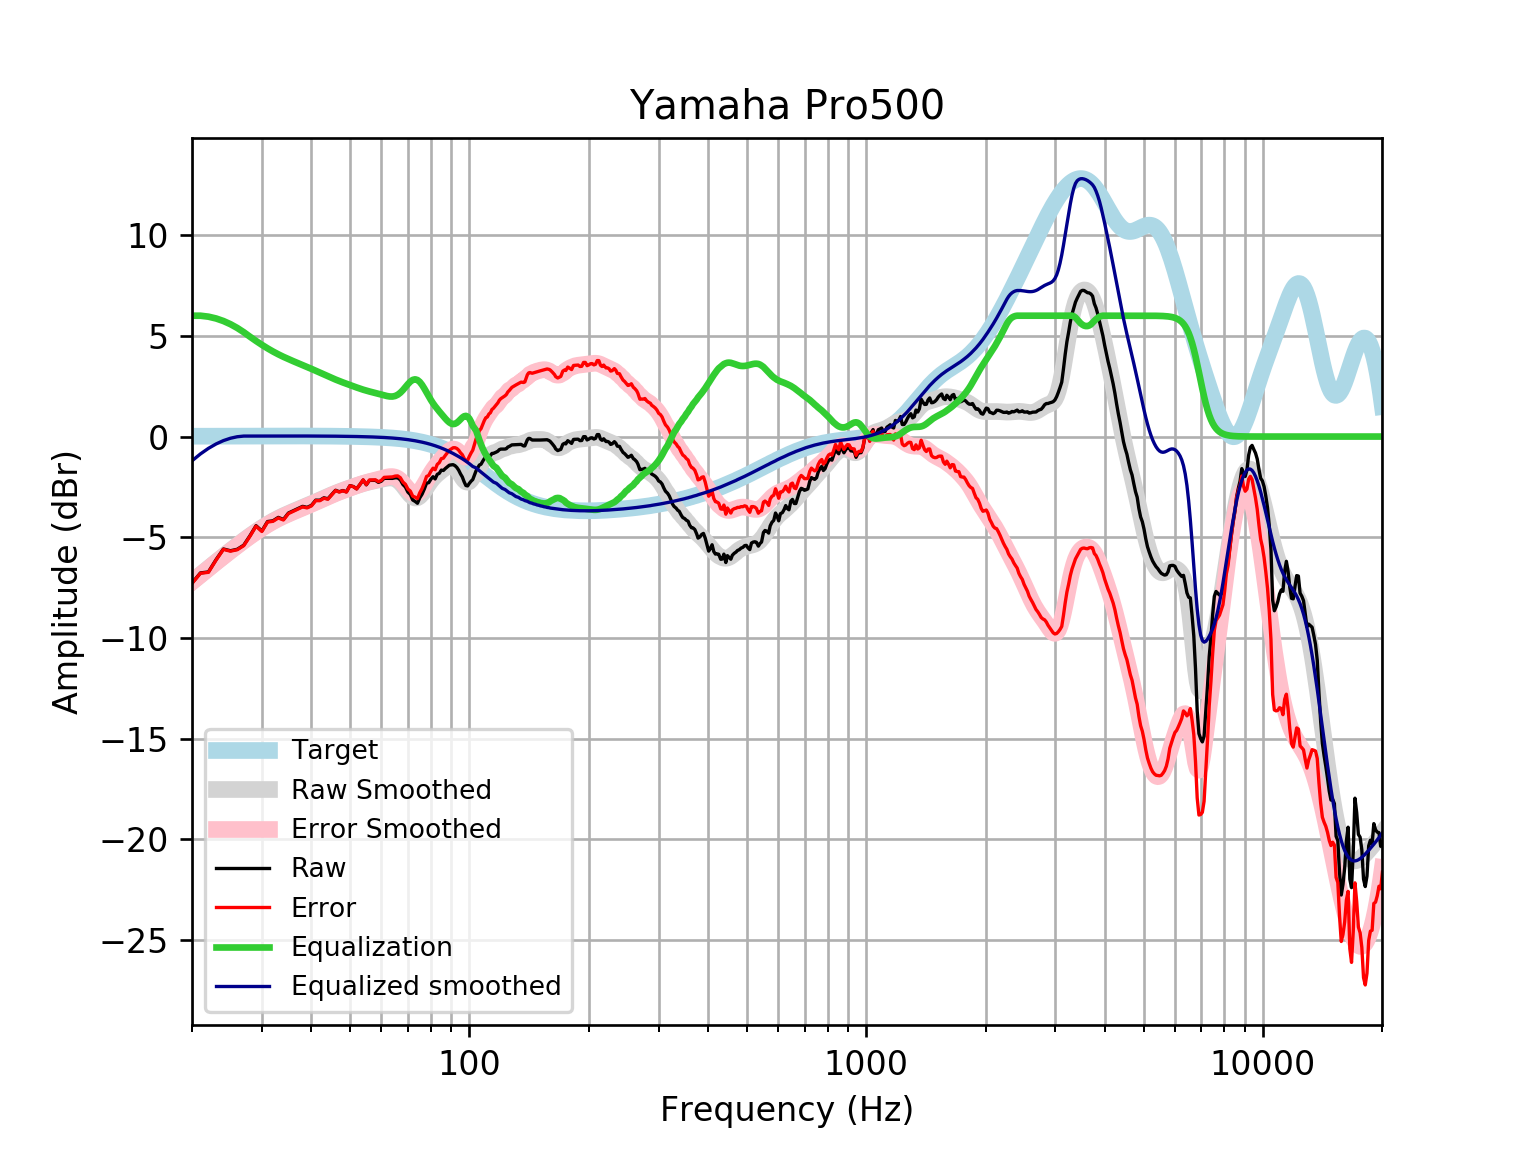 Yamaha Pro500
Amplitude (dBr)
10
5
0
−5
−10
−15
−20
−25
Target
Raw Smoothed
Error Smoothed
Raw
Error
Equalization
Equalized smoothed
100
1000
10000
Frequency (Hz)